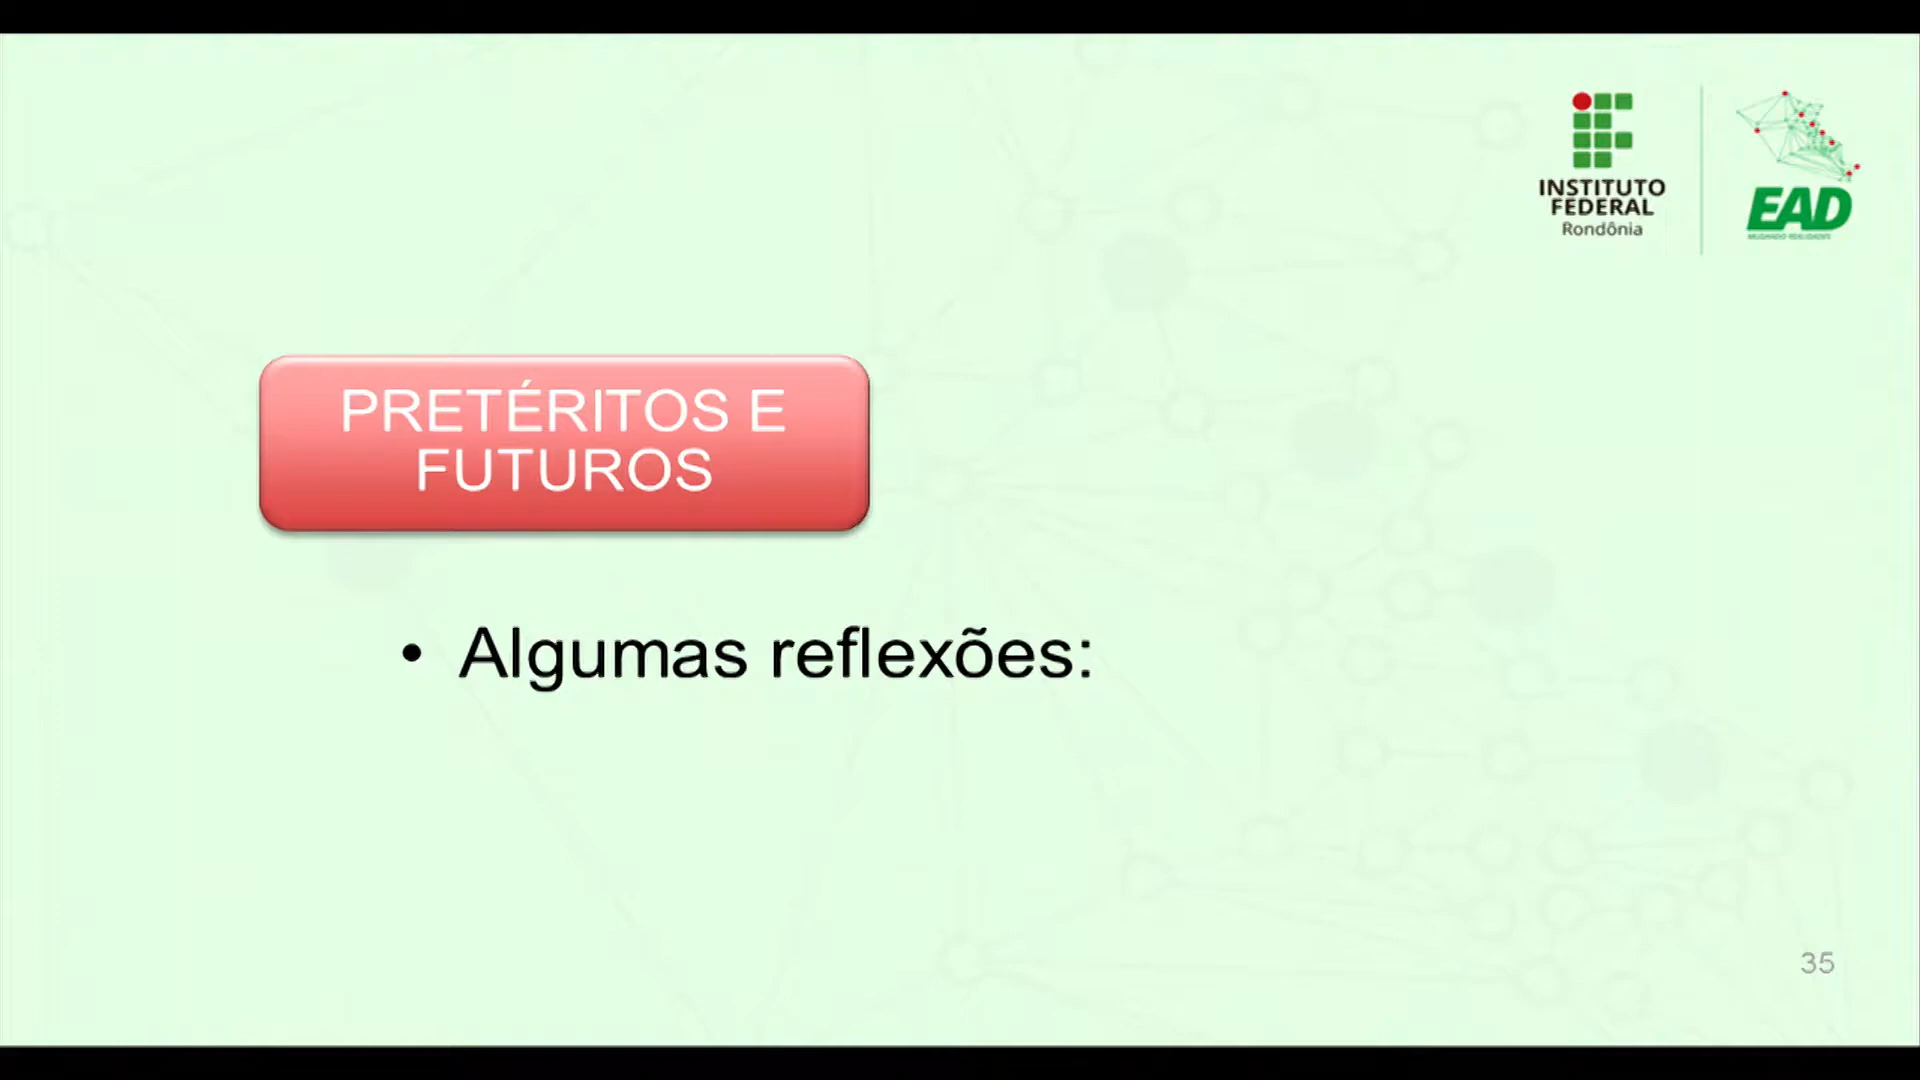 INSTITUTO
FEDERAL
Rondônia
EAD
PRETÉRITOS E
FUTUROS
• Algumas reflexões:
35